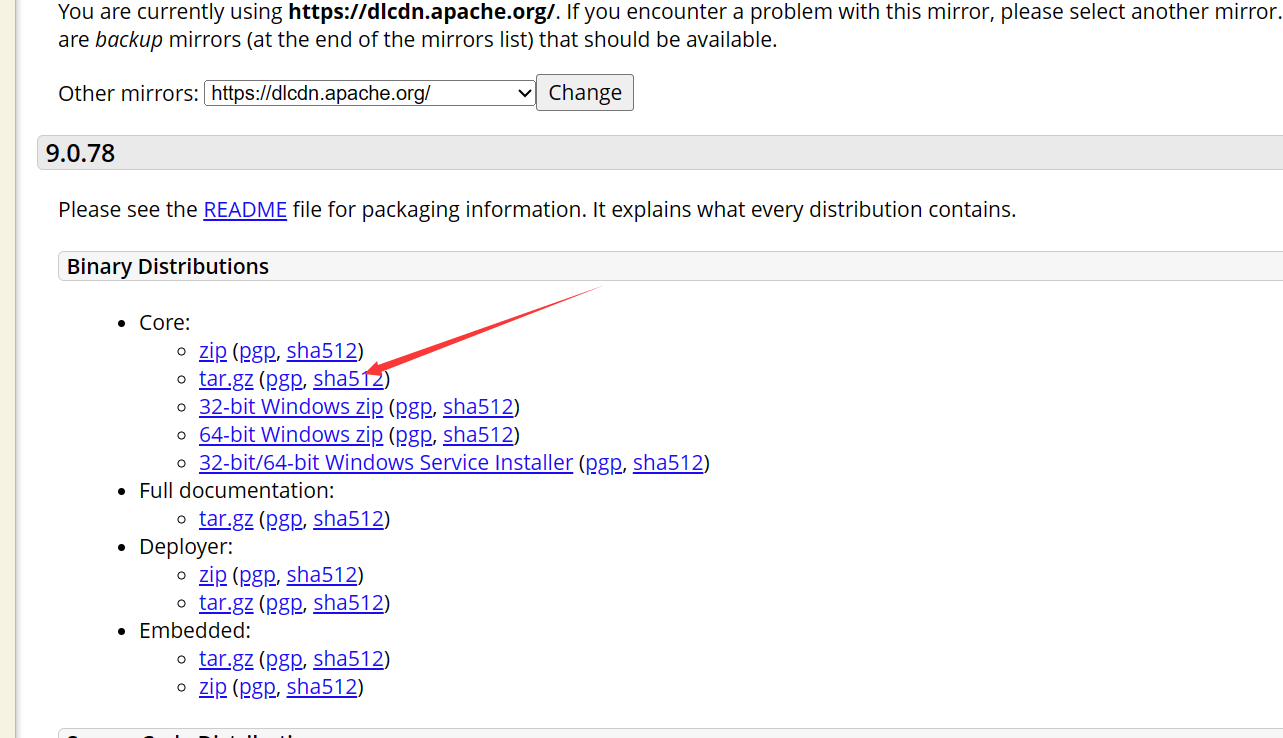 You are currently using https://dlcdn.apache.org/. If you encounter a problem with this mirror, please select another mirror.
are backup mirrors (at the end of the mirrors list) that should be available.
Other mirrors: https://dlcdn.apache.org/ Change
9.0.78
Please see the README file for packaging information. It explains what every distribution contains.
Binary Distributions
• Core:
◦ zip (pgp, sha512)
◦ tar.gz (pgp, sha512)
◦ 32-bit Windows zip (pgp, sha512)
◦ 64-bit Windows zip (pgp, sha512)
◦ 32-bit/64-bit Windows Service Installer (pgp, sha512)
• Full documentation:
◦ tar.gz (pgp, sha512)
• Deployer:
◦ zip (pgp, sha512)
◦ tar.gz (pgp, sha512)
• Embedded:
◦ tar.gz (pgp, sha512)
◦ zip (pgp, sha512)